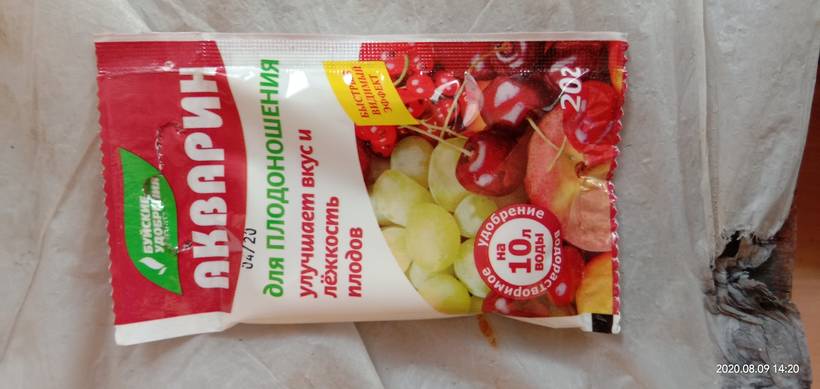 БУЙСКИЕ
УДОБРЕНИЯ
АКВАРИН
04/20
для ПЛОДОНОШЕНИЯ
улучшает вкус и
лёжкость
плодов
БЫСТРЫЙ
ВИДИМЫЙ
ЭФФЕКТ
20г
Удобрение
водорастворимое
на
10л
воды
2020.08.09 14:20